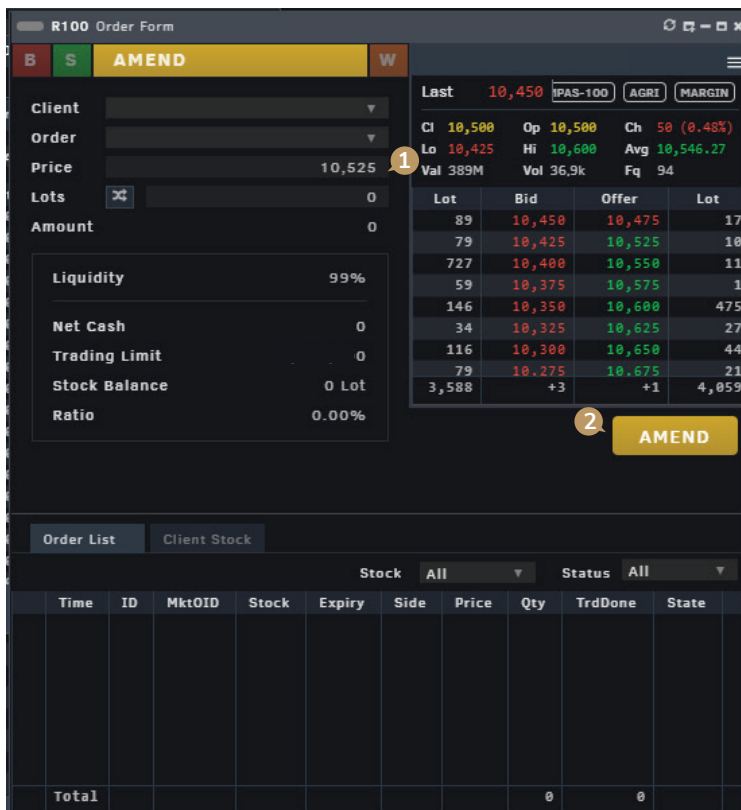 R100 Order Form
B S AMEND W
Client
Order
Price 10,525 1
Lots 0
Amount 0
Liquidity 99%
Net Cash 0
Trading Limit 0
Stock Balance 0 Lot
Ratio 0.00%
Last 10,450 MPAS-100 AGRI MARGIN
Cl 10,500 Op 10,500 Ch 50 (0.48%)
Lo 10,425 Hi 10,600 Avg 10,546.27
Val 389M Vol 36,9k Fq 94
Lot Bid Offer Lot
89 10,450 10,475 17
79 10,425 10,525 10
727 10,400 10,550 11
59 10,375 10,575 1
146 10,350 10,600 475
34 10,325 10,625 27
116 10,300 10,650 44
79 10.275 10.675 21
3,588 +3 +1 4,059
2 AMEND
Order List Client Stock
Stock All Status All
Time ID MktOID Stock Expiry Side Price Qty TrdDone State
Total 0 0